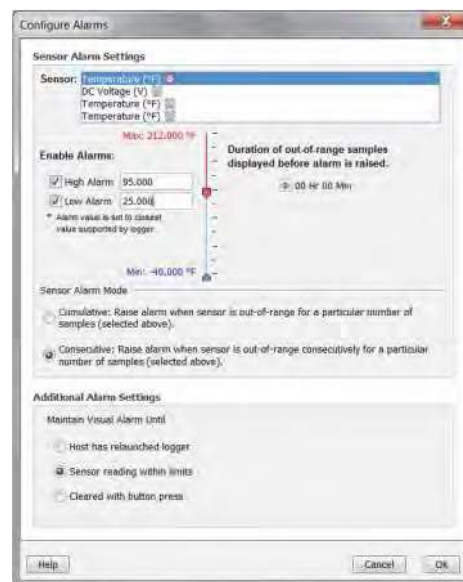 Configure Alarms
Sensor Alarm Settings
Sensor: Temperature (°F)
DC Voltage (V)
Temperature (°F)
Temperature (°F)
Max: 212.000 °F
Enable Alarms:
Duration of out-of-range samples
displayed before alarm is raised.
High Alarm 95.000
00 Hr 00 Min
Low Alarm 25.000
* Alarm value is set to closest
value supported by logger
Min: -40.000 °F
Sensor Alarm Mode
Cumulative: Raise alarm when sensor is out-of-range for a particular number of
samples (selected above).
Consecutive: Raise alarm when sensor is out-of-range consecutively for a particular
number of samples (selected above).
Additional Alarm Settings
Maintain Visual Alarm Until
Host has relaunched logger
Sensor reading within limits
Cleared with button press
Help
Cancel
OK